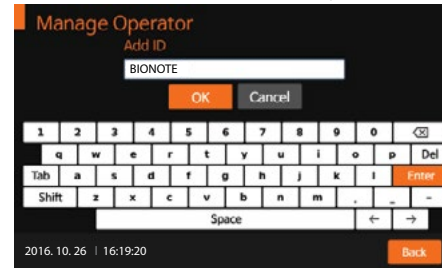 Manage Operator
Add ID
BIONOTE
OK Cancel
1 2 3 4 5 6 7 8 9 0 ⌫
q w e r t y u i o p Del
Tab a s d f g h j k l Enter
Shift z x c v b n m . _ -
Space ← →
2016. 10. 26 | 16:19:20 Back